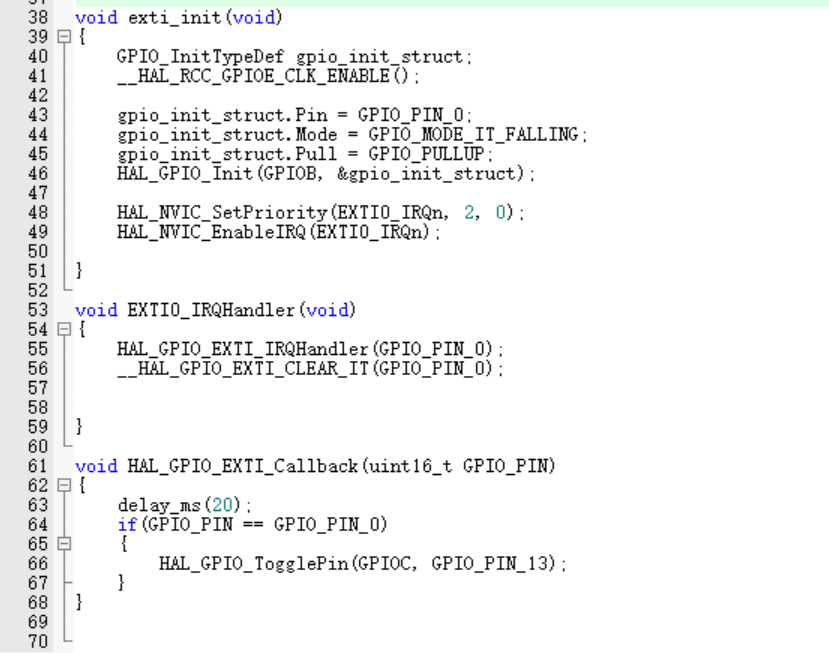 38 void exti_init(void)
39 {
40 GPIO_InitTypeDef gpio_init_struct;
41 __HAL_RCC_GPIOE_CLK_ENABLE();
42
43 gpio_init_struct.Pin = GPIO_PIN_0;
44 gpio_init_struct.Mode = GPIO_MODE_IT_FALLING;
45 gpio_init_struct.Pull = GPIO_PULLUP;
46 HAL_GPIO_Init(GPIOB, &gpio_init_struct);
47
48 HAL_NVIC_SetPriority(EXTI0_IRQn, 2, 0);
49 HAL_NVIC_EnableIRQ(EXTI0_IRQn);
50
51 }
52
53 void EXTI0_IRQHandler(void)
54 {
55 HAL_GPIO_EXTI_IRQHandler(GPIO_PIN_0);
56 __HAL_GPIO_EXTI_CLEAR_IT(GPIO_PIN_0);
57
58
59 }
60
61 void HAL_GPIO_EXTI_Callback(uint16_t GPIO_PIN)
62 {
63 delay_ms(20);
64 if(GPIO_PIN == GPIO_PIN_0)
65 {
66 HAL_GPIO_TogglePin(GPIOC, GPIO_PIN_13);
67 }
68 }
69
70